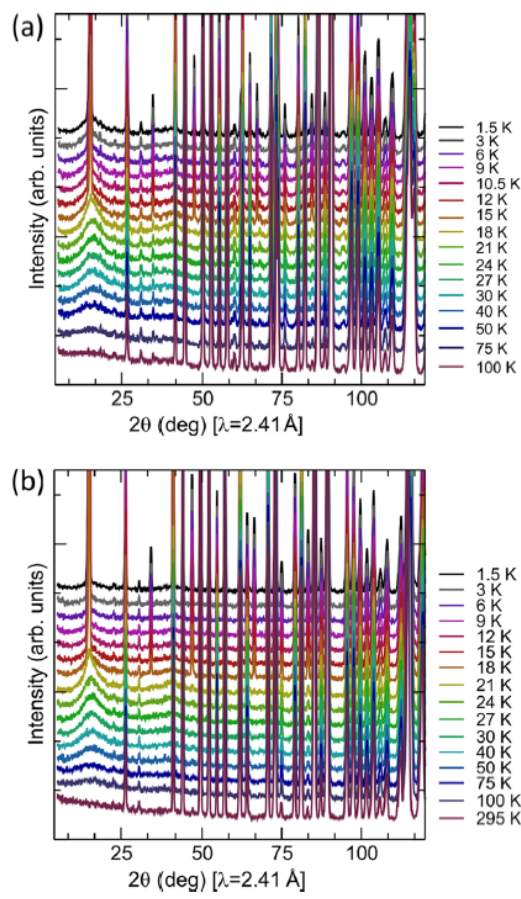 (a)
Intensity (arb. units)
1.5 K
3 K
6 K
9 K
10.5 K
12 K
15 K
18 K
21 K
24 K
27 K
30 K
40 K
50 K
75 K
100 K
25 50 75 100
2θ (deg) [λ=2.41 Å]
(b)
Intensity (arb. units)
1.5 K
3 K
6 K
9 K
12 K
15 K
18 K
21 K
24 K
27 K
30 K
40 K
50 K
75 K
100 K
295 K
25 50 75 100
2θ (deg) [λ=2.41 Å]